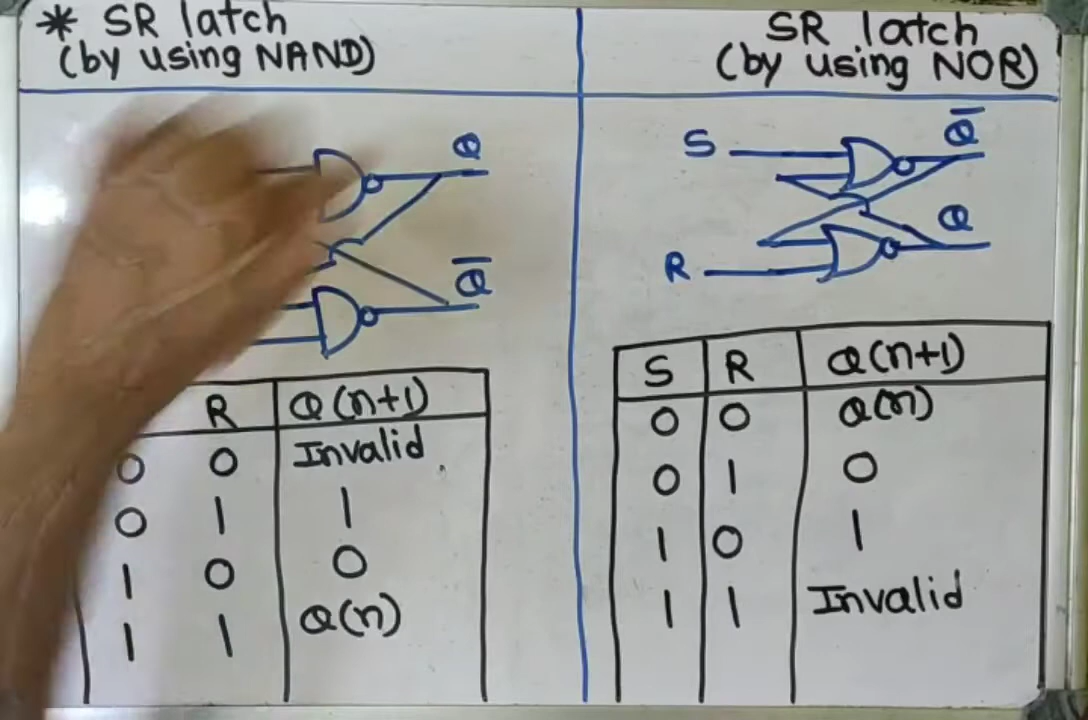 * SR latch
(by using NAND)
Q
Q̅
R Q(n+1)
0 0 Invalid
0 1 1
1 0 0
1 1 Q(n)
SR latch
(by using NOR)
S Q̅
R Q
S R Q(n+1)
0 0 Q(n)
0 1 0
1 0 1
1 1 Invalid